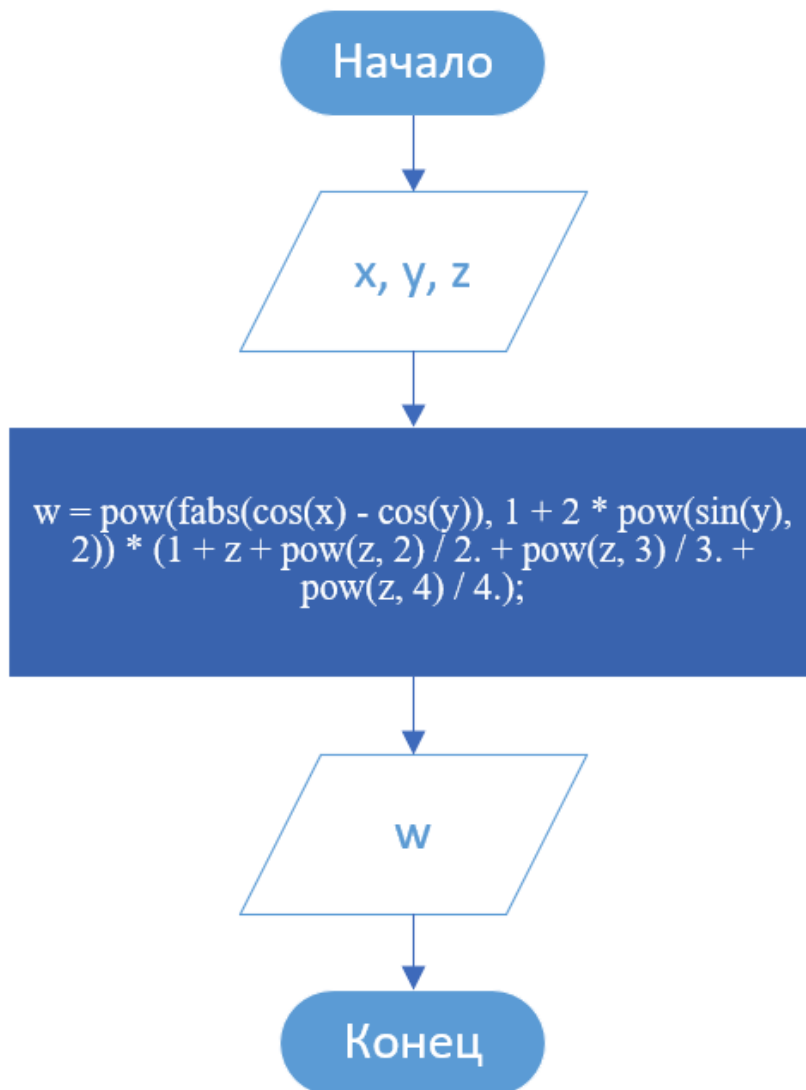 Начало
x, y, z
w = pow(fabs(cos(x) - cos(y)), 1 + 2 * pow(sin(y),
2)) * (1 + z + pow(z, 2) / 2. + pow(z, 3) / 3. +
pow(z, 4) / 4.);
w
Конец